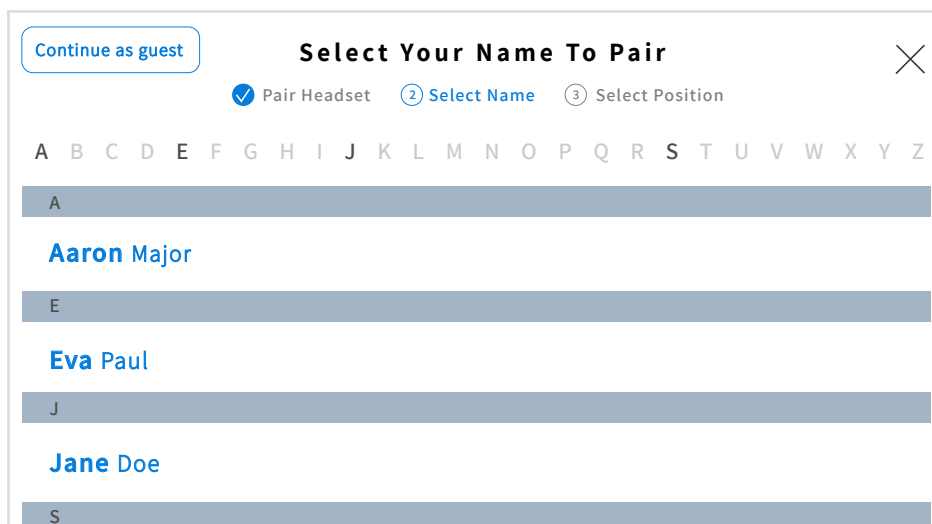 Continue as guest
Select Your Name To Pair
Pair Headset 2 Select Name 3 Select Position
A B C D E F G H I J K L M N O P Q R S T U V W X Y Z
A
Aaron Major
E
Eva Paul
J
Jane Doe
S